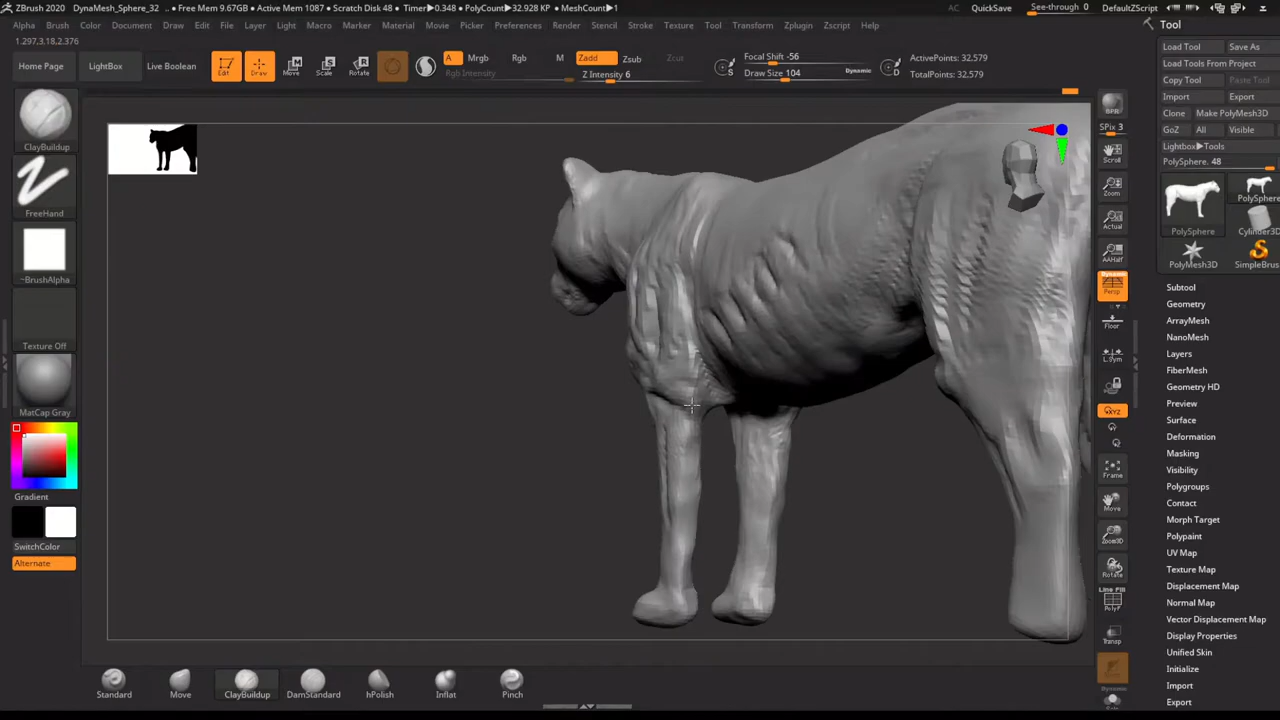 ZBrush 2020 DynaMesh_Sphere_32 .. • Free Mem 9.67GB • Active Mem 1087 • Scratch Disk 48 • Timer▶0.348 • PolyCount▶32.928 KP • MeshCount▶1
AC QuickSave See-through 0 DefaultZScript
Alpha Brush Color Document Draw Edit File Layer Light Macro Marker Material Movie Picker Preferences Render Stencil Stroke Texture Tool Transform Zplugin Zscript Help
1.297,3.18,2.376
Home Page LightBox Live Boolean Edit Draw Move Scale Rotate
A Mrgb Rgb M Zadd Zsub Zcut
Rgb Intensity Z Intensity 6
Focal Shift -56
Draw Size 104 Dynamic
S
D
ActivePoints: 32,579
TotalPoints: 32,579
ClayBuildup
FreeHand
~BrushAlpha
Texture Off
MatCap Gray
Gradient
SwitchColor
Alternate
Standard Move ClayBuildup DamStandard hPolish Inflat Pinch
BPR
SPix 3
Scroll
Zoom
Actual
AAHalf
Dynamic
Persp
Floor
L.Sym
XYZ
Frame
Move
Zoom3D
Rotate
Line Fill
PolyF
Transp
Dynamic
Tool
Load Tool Save As
Load Tools From Project
Copy Tool Paste Tool
Import Export
Clone Make PolyMesh3D
GoZ All Visible
Lightbox▶Tools
PolySphere. 48
PolySphere
PolySphere
Cylinder3D
PolyMesh3D SimpleBrus
Subtool
Geometry
ArrayMesh
NanoMesh
Layers
FiberMesh
Geometry HD
Preview
Surface
Deformation
Masking
Visibility
Polygroups
Contact
Morph Target
Polypaint
UV Map
Texture Map
Displacement Map
Normal Map
Vector Displacement Map
Display Properties
Unified Skin
Initialize
Import
Export